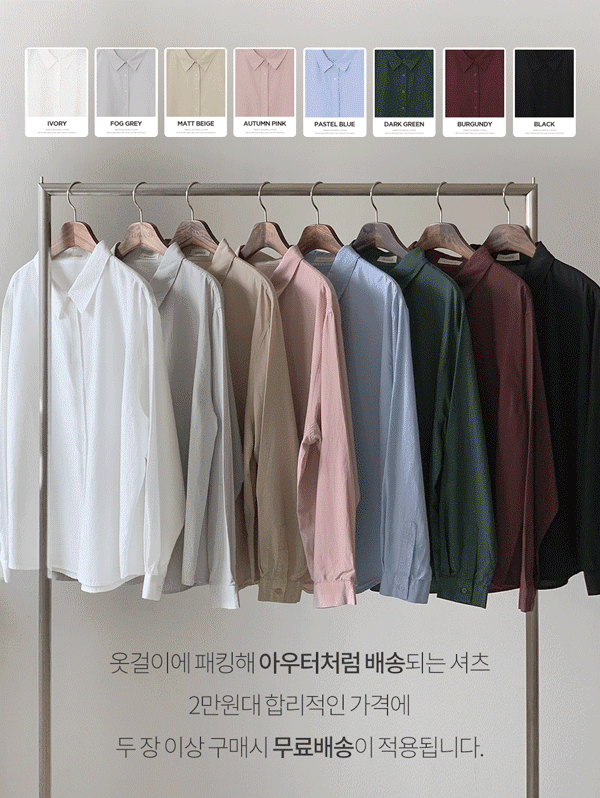 IVORY
FOG GREY
MATT BEIGE
AUTUMN PINK
PASTEL BLUE
DARK GREEN
BURGUNDY
BLACK
옷걸이에 패킹해 아우터처럼 배송되는 셔츠
2만원대 합리적인 가격에
두 장 이상 구매시 무료배송이 적용됩니다.